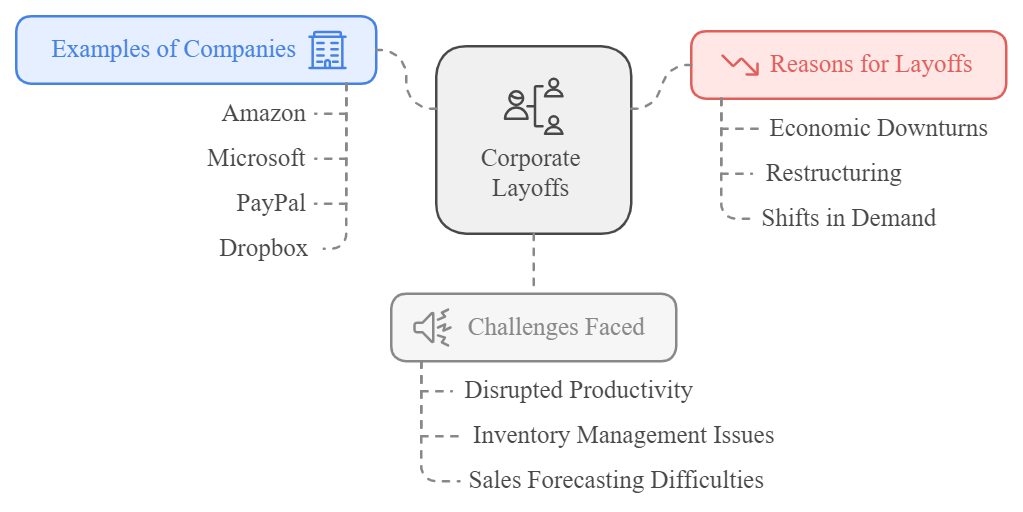 Examples of Companies
Amazon
Microsoft
PayPal
Dropbox
Corporate
Layoffs
Reasons for Layoffs
Economic Downturns
Restructuring
Shifts in Demand
Challenges Faced
Disrupted Productivity
Inventory Management Issues
Sales Forecasting Difficulties